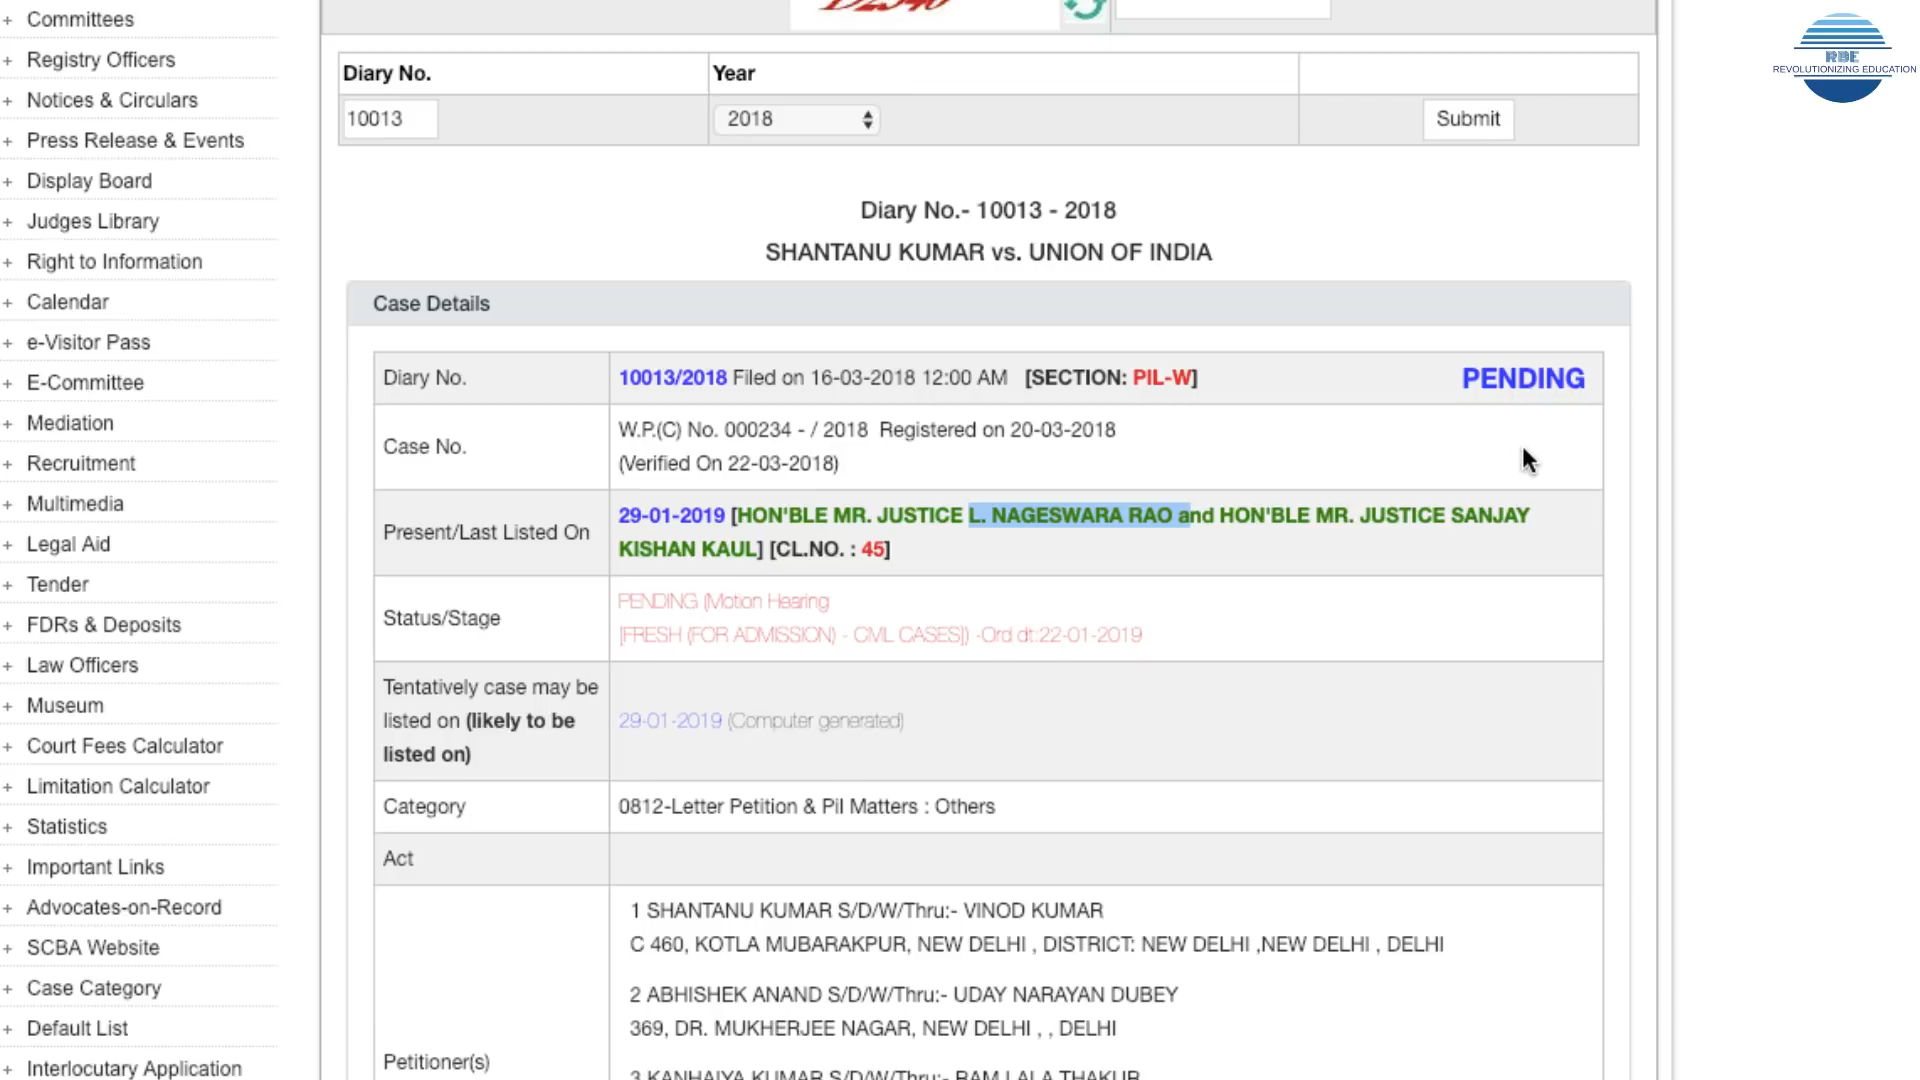 Committees
Registry Officers
Notices & Circulars
Press Release & Events
Display Board
Judges Library
Right to Information
Calendar
e-Visitor Pass
E-Committee
Mediation
Recruitment
Multimedia
Legal Aid
Tender
FDRs & Deposits
Law Officers
Museum
Court Fees Calculator
Limitation Calculator
Statistics
Important Links
Advocates-on-Record
SCBA Website
Case Category
Default List
Interlocutary Application
RBE
REVOLUTIONIZING EDUCATION
Diary No. Year
10013 2018 Submit
Diary No.- 10013 - 2018
SHANTANU KUMAR vs. UNION OF INDIA
Case Details
Diary No. 10013/2018 Filed on 16-03-2018 12:00 AM [SECTION: PIL-W] PENDING
Case No. W.P.(C) No. 000234 - / 2018 Registered on 20-03-2018
(Verified On 22-03-2018)
Present/Last Listed On 29-01-2019 [HON'BLE MR. JUSTICE L. NAGESWARA RAO and HON'BLE MR. JUSTICE SANJAY
KISHAN KAUL] [CL.NO. : 45]
Status/Stage PENDING (Motion Hearing
[FRESH (FOR ADMISSION) - CIVIL CASES]) -Ord dt:22-01-2019
Tentatively case may be
listed on (likely to be
listed on)
29-01-2019 (Computer generated)
Category 0812-Letter Petition & Pil Matters : Others
Act
Petitioner(s)
1 SHANTANU KUMAR S/D/W/Thru:- VINOD KUMAR
C 460, KOTLA MUBARAKPUR, NEW DELHI , DISTRICT: NEW DELHI ,NEW DELHI , DELHI
2 ABHISHEK ANAND S/D/W/Thru:- UDAY NARAYAN DUBEY
369, DR. MUKHERJEE NAGAR, NEW DELHI , , DELHI
3 KANHAIYA KUMAR S/D/W/Thru:- RAM LALA THAKUR